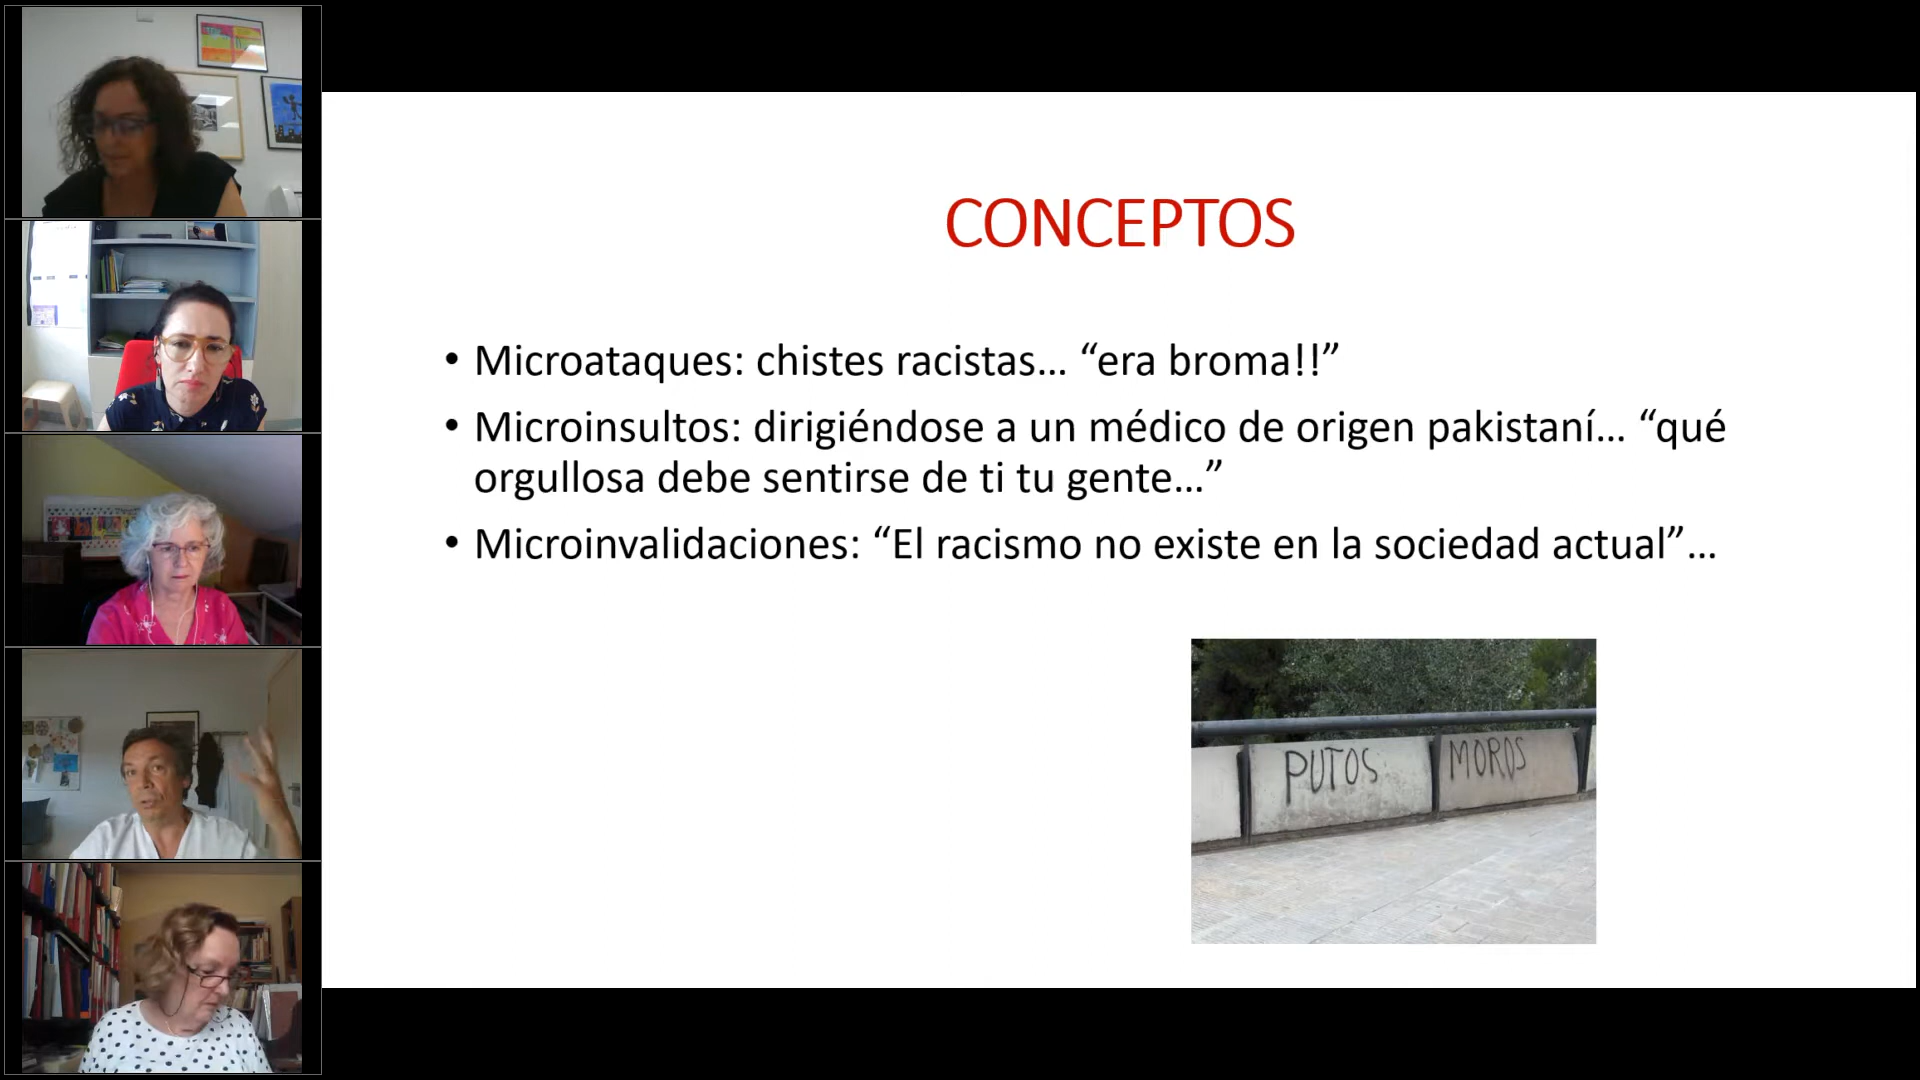 CONCEPTOS
• Microataques: chistes racistas... “era broma!!”
• Microinsultos: dirigiéndose a un médico de origen pakistaní... “qué
orgullosa debe sentirse de ti tu gente...”
• Microinvalidaciones: “El racismo no existe en la sociedad actual”...
PUTOS MOROS